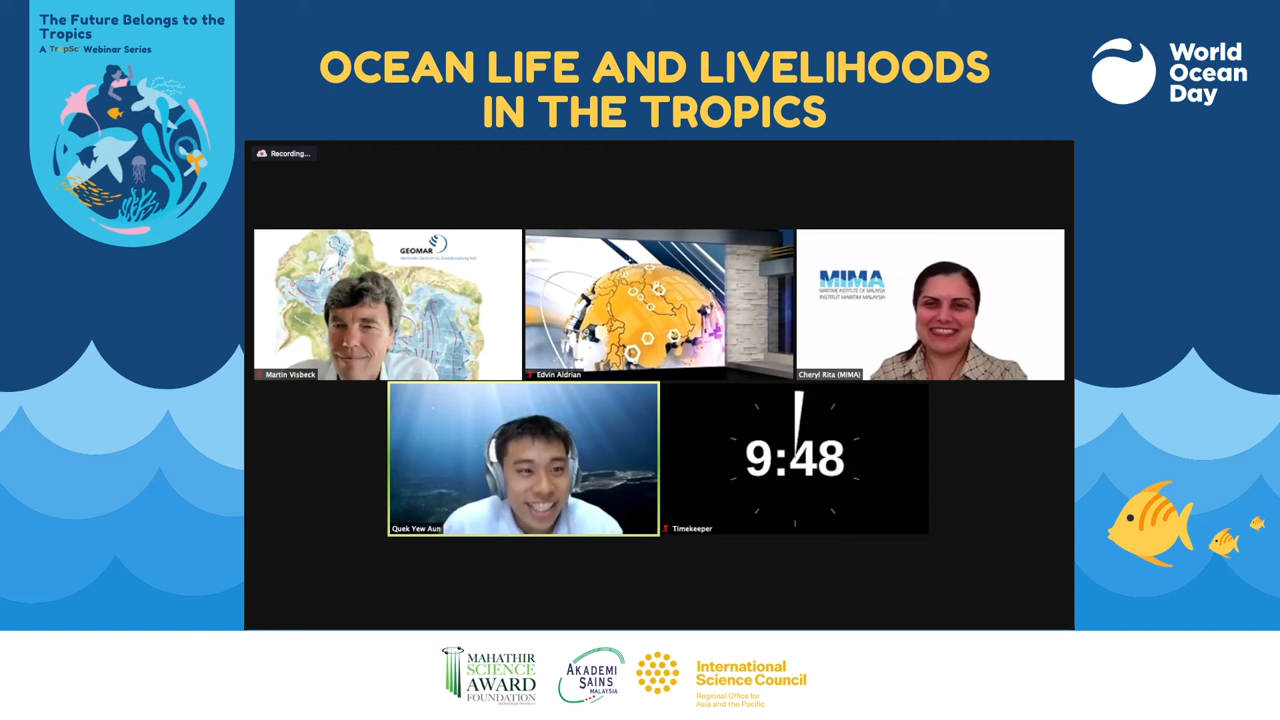 The Future Belongs to the
Tropics
A TropSc Webinar Series
OCEAN LIFE AND LIVELIHOODS
IN THE TROPICS
World
Ocean
Day
Recording...
GEOMAR
MIMA
MARITIME INSTITUTE OF MALAYSIA
INSTITUT MARITIM MALAYSIA
Martin Visbeck
Edvin Aldrian
Cheryl Rita (MIMA)
9:48
Quek Yew Aun
Timekeeper
MAHATHIR
SCIENCE
AWARD
FOUNDATION
AKADEMI
SAINS
MALAYSIA
International
Science Council
Regional Office for
Asia and the Pacific